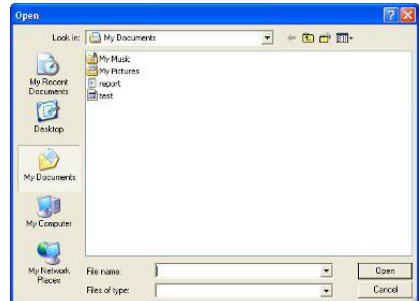 Open
Look in: My Documents
My Recent
Documents
Desktop
My Documents
My Computer
My Network
Places
My Music
My Pictures
report
test
File name:
Open
Files of type:
Cancel